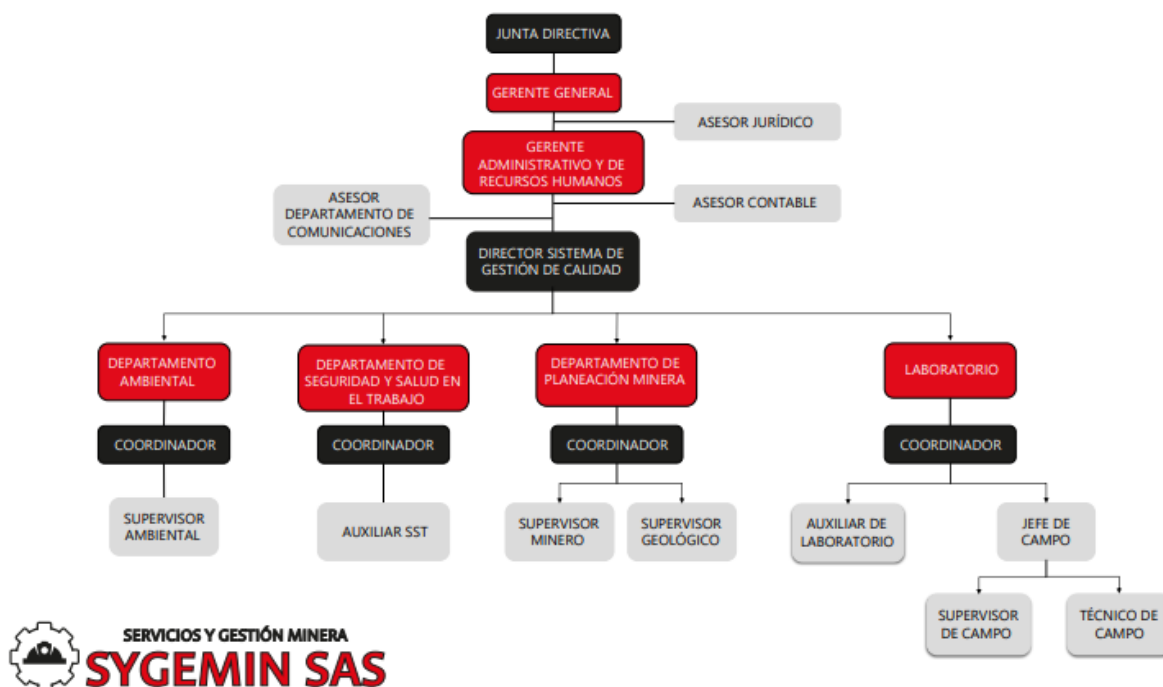 JUNTA DIRECTIVA
GERENTE GENERAL
ASESOR JURÍDICO
GERENTE
ADMINISTRATIVO Y DE
RECURSOS HUMANOS
ASESOR
DEPARTAMENTO DE
COMUNICACIONES
ASESOR CONTABLE
DIRECTOR SISTEMA DE
GESTIÓN DE CALIDAD
DEPARTAMENTO
AMBIENTAL
DEPARTAMENTO DE
SEGURIDAD Y SALUD EN
EL TRABAJO
DEPARTAMENTO DE
PLANEACIÓN MINERA
LABORATORIO
COORDINADOR
COORDINADOR
COORDINADOR
COORDINADOR
SUPERVISOR
AMBIENTAL
AUXILIAR SST
SUPERVISOR
MINERO
SUPERVISOR
GEOLÓGICO
AUXILIAR DE
LABORATORIO
JEFE DE
CAMPO
SUPERVISOR
DE CAMPO
TÉCNICO DE
CAMPO
SERVICIOS Y GESTIÓN MINERA
SYGEMIN SAS